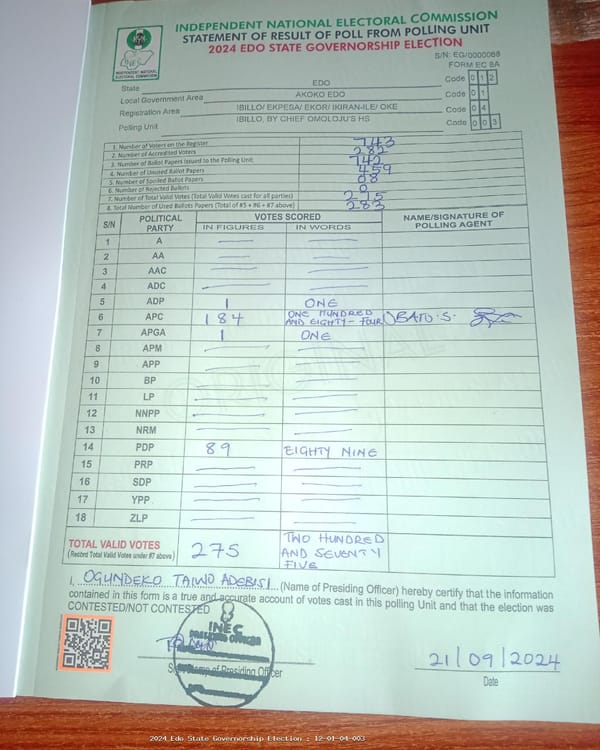 INDEPENDENT NATIONAL ELECTORAL COMMISSION
STATEMENT OF RESULT OF POLL FROM POLLING UNIT
2024 EDO STATE GOVERNORSHIP ELECTION
S/N: EG/0000068
FORM EC 8A
INEC
INDEPENDENT NATIONAL ELECTORAL COMMISSION
State EDO Code 0 1 2
Local Government Area AKOKO EDO Code 0 1
Registration Area IBILLO/ EKPESA/ EKOR/ IKIRAN-ILE/ OKE Code 0 4
Polling Unit IBILLO, BY CHIEF OMOLOJU'S HS Code 0 0 3
1. Number of Voters on the Register 743
2. Number of Accredited Voters 282
3. Number of Ballot Papers Issued to the Polling Unit 742
4. Number of Unused Ballot Papers 459
5. Number of Spoiled Ballot Papers 08
6. Number of Rejected Ballots 0
7. Number of Total Valid Votes (Total Valid Votes cast for all parties) 275
8. Total Number of Used Ballots Papers (Total of #5 + #6 + #7 above) 283
S/N POLITICAL PARTY VOTES SCORED NAME/SIGNATURE OF POLLING AGENT
IN FIGURES IN WORDS
1 A
2 AA
3 AAC
4 ADC
5 ADP 1 ONE
6 APC 184 ONE HUNDRED AND EIGHTY-FOUR OBATO.S.
7 APGA 1 ONE
8 APM
9 APP
10 BP
11 LP
12 NNPP
13 NRM
14 PDP 89 EIGHTY NINE
15 PRP
16 SDP
17 YPP
18 ZLP
TOTAL VALID VOTES 275 TWO HUNDRED AND SEVENTY FIVE
(Record Total Valid Votes under #7 above)
I, OGUNDEKO TAIWO ADEBISI (Name of Presiding Officer) hereby certify that the information
contained in this form is a true and accurate account of votes cast in this polling Unit and that the election was
CONTESTED/NOT CONTESTED
INEC
PRESIDING OFFICER
of Presiding Officer
21/09/2024
Date
2024 Edo State Governorship Election : 12-01-04-003